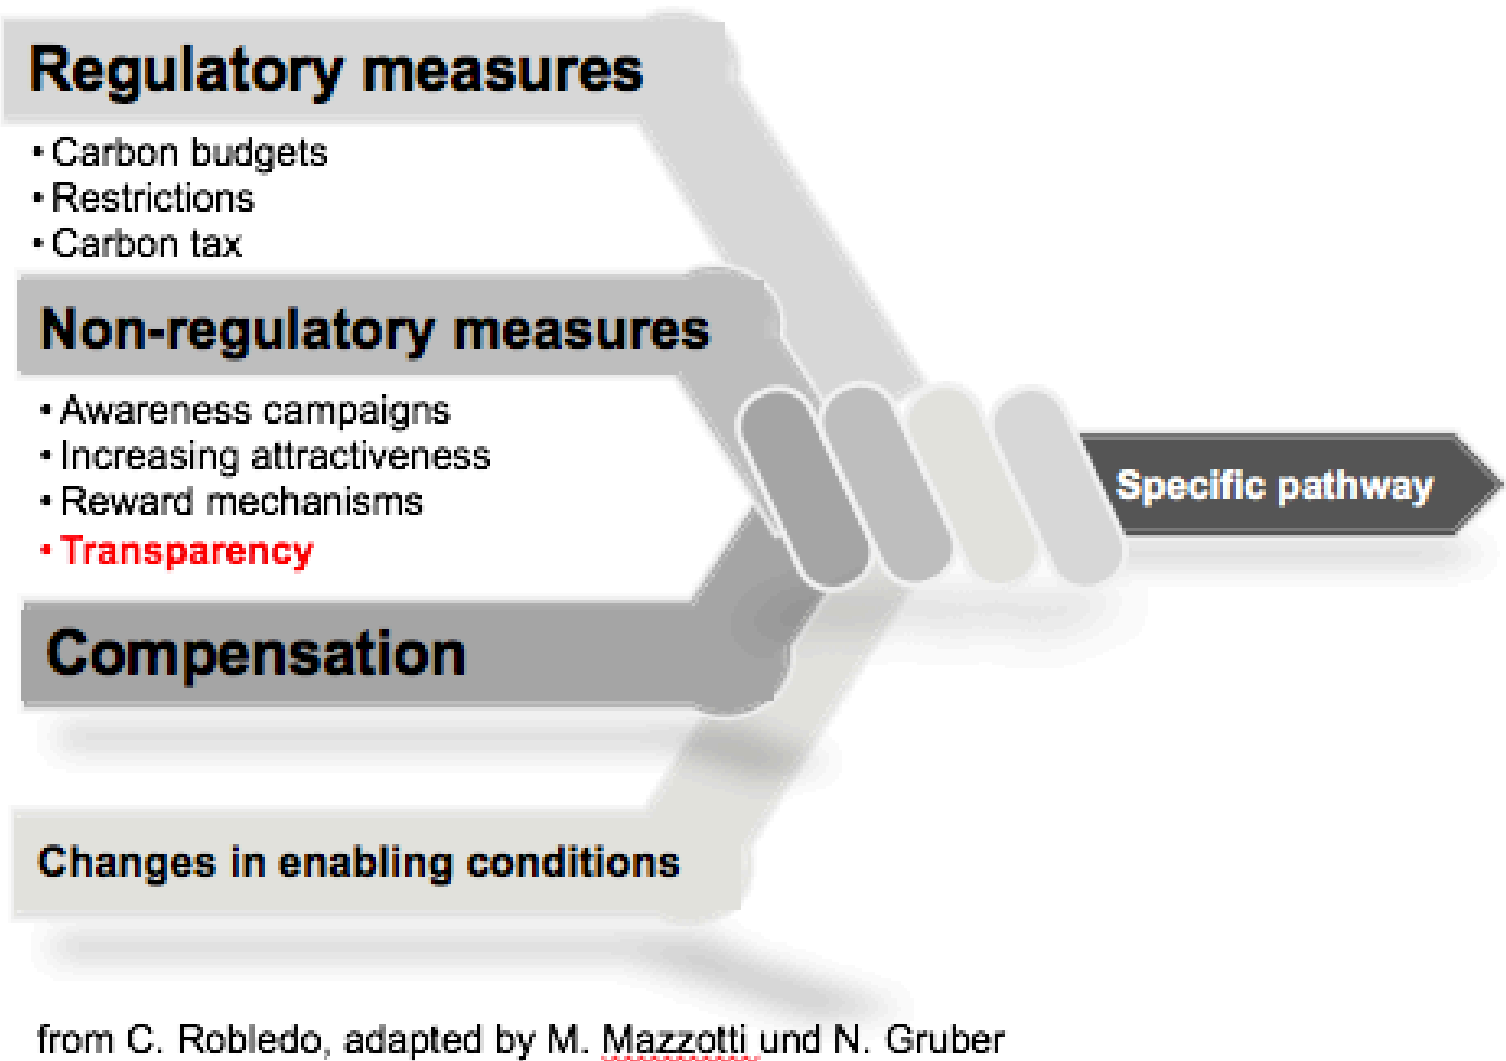 Regulatory measures
• Carbon budgets
• Restrictions
• Carbon tax
Non-regulatory measures
• Awareness campaigns
• Increasing attractiveness
• Reward mechanisms
• Transparency
Compensation
Changes in enabling conditions
Specific pathway
from C. Robledo, adapted by M. Mazzotti und N. Gruber